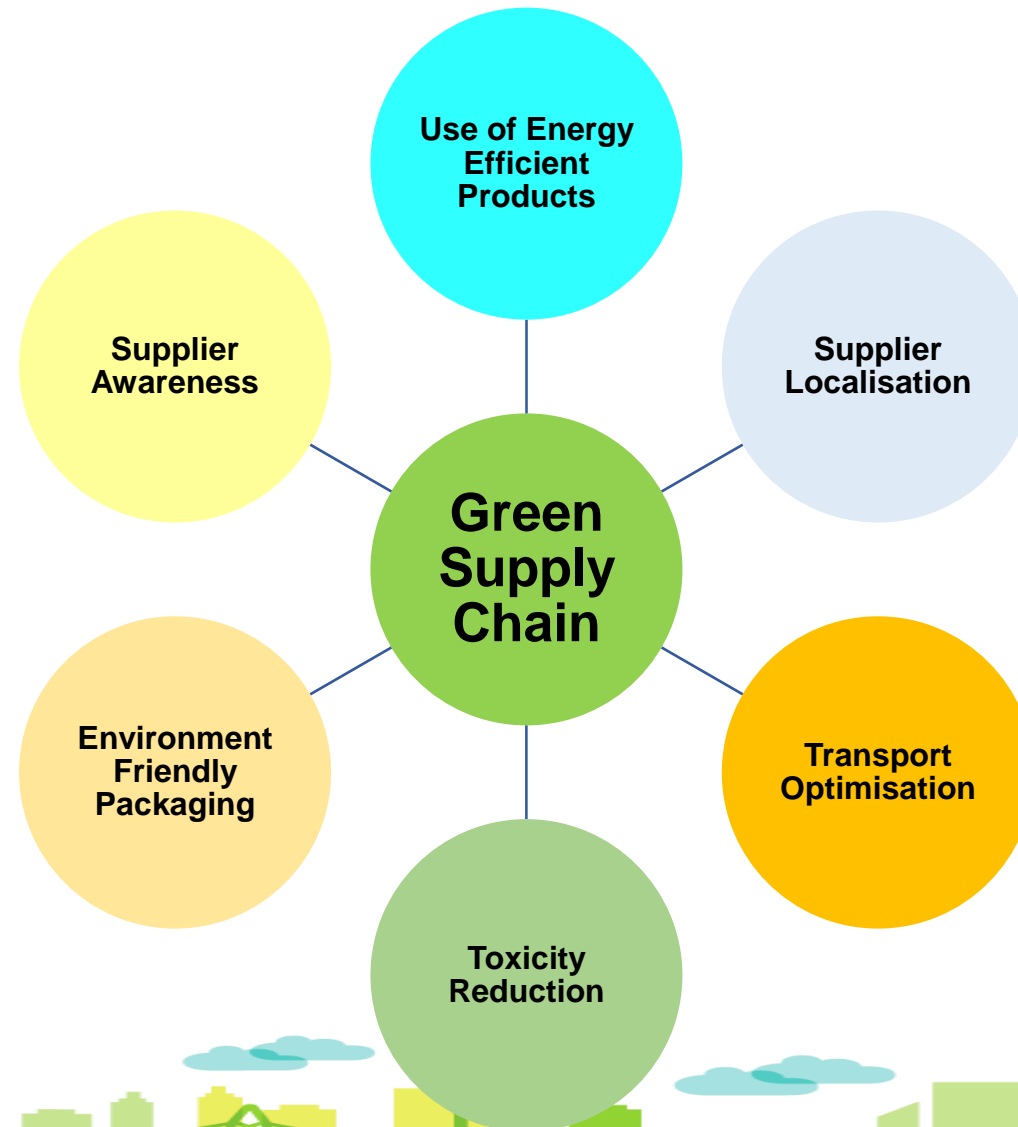 Use of Energy
Efficient
Products
Supplier
Awareness
Supplier
Localisation
Green
Supply
Chain
Environment
Friendly
Packaging
Transport
Optimisation
Toxicity
Reduction